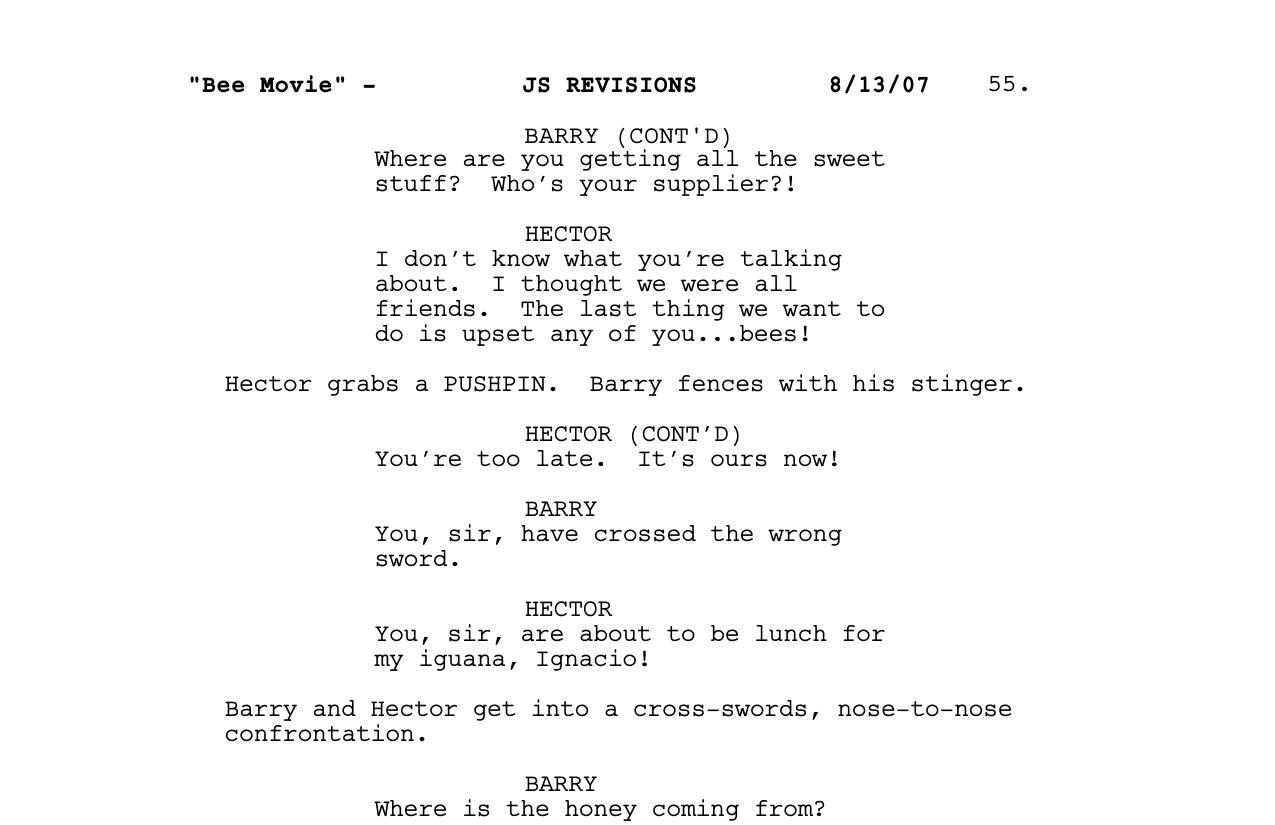 "Bee Movie" - JS REVISIONS 8/13/07 55.
BARRY (CONT'D)
Where are you getting all the sweet
stuff?  Who’s your supplier?!
HECTOR
I don’t know what you’re talking
about.  I thought we were all
friends.  The last thing we want to
do is upset any of you...bees!
Hector grabs a PUSHPIN.  Barry fences with his stinger.
HECTOR (CONT’D)
You’re too late.  It’s ours now!
BARRY
You, sir, have crossed the wrong
sword.
HECTOR
You, sir, are about to be lunch for
my iguana, Ignacio!
Barry and Hector get into a cross-swords, nose-to-nose
confrontation.
BARRY
Where is the honey coming from?